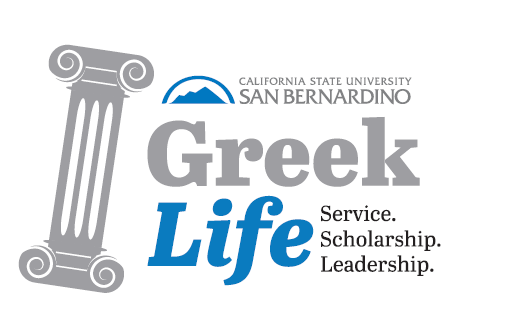 CALIFORNIA STATE UNIVERSITY
SAN BERNARDINO
Greek
Life
Service.
Scholarship.
Leadership.